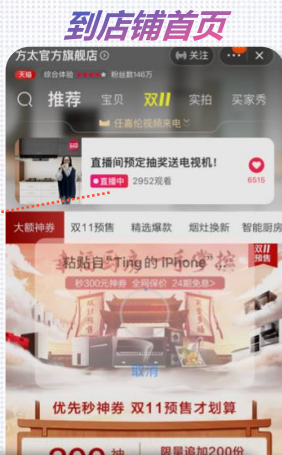 到店铺首页
方太官方旗舰店
关注
天猫 综合体验 粉丝数146万
推荐 宝贝 双11 实拍 买家秀
任嘉伦视频来电
直播间预定抽奖送电视机！
直播中 2952观看
6515
大额神券 双11预售 精选爆款 烟灶换新 智能厨房
双11
预售
粘贴自“Ting的 iPhone”...
秒300元神券 全网保价 24期免息>
取消
优先秒神券 双11预售才划算
限量追加200份